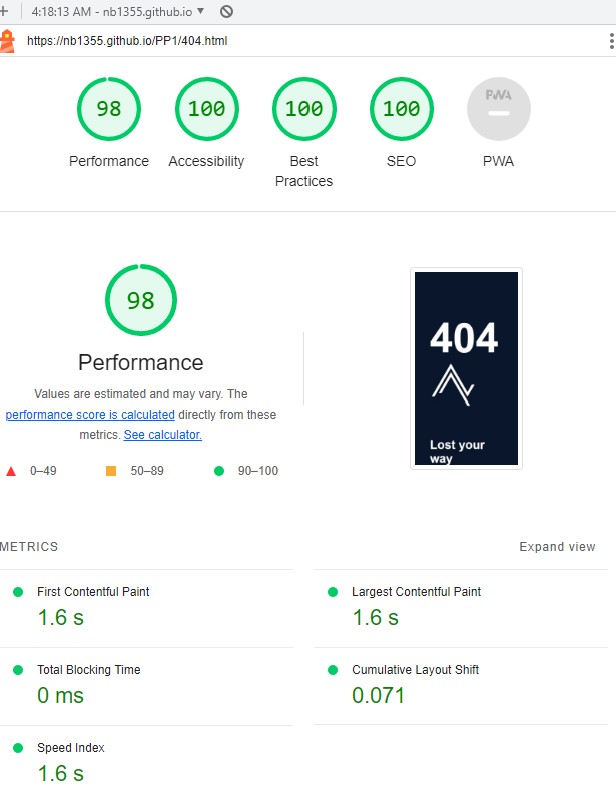 4:18:13 AM - nb1355.github.io
https://nb1355.github.io/PP1/404.html
98 100 100 100 PWA
Performance Accessibility Best Practices SEO PWA
98
Performance
Values are estimated and may vary. The
performance score is calculated directly from these
metrics. See calculator.
0–49 50–89 90–100
404
Lost your
way
METRICS Expand view
First Contentful Paint
1.6 s
Largest Contentful Paint
1.6 s
Total Blocking Time
0 ms
Cumulative Layout Shift
0.071
Speed Index
1.6 s